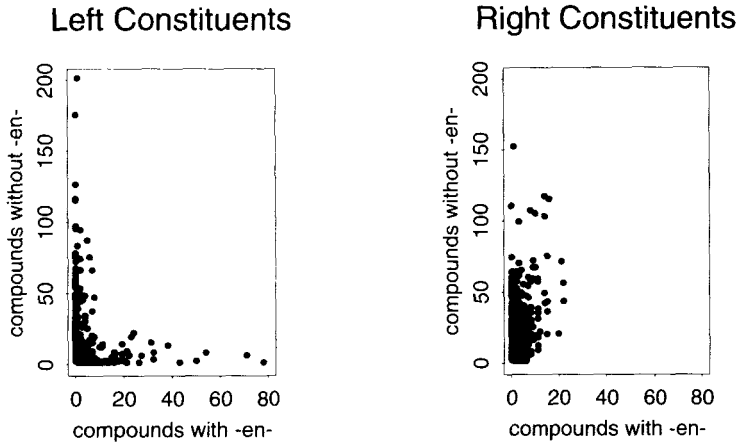 Left Constituents
compounds without -en-
200
150
100
50
0
0 20 40 60 80
compounds with -en-
Right Constituents
compounds without -en-
200
150
100
50
0
0 20 40 60 80
compounds with -en-